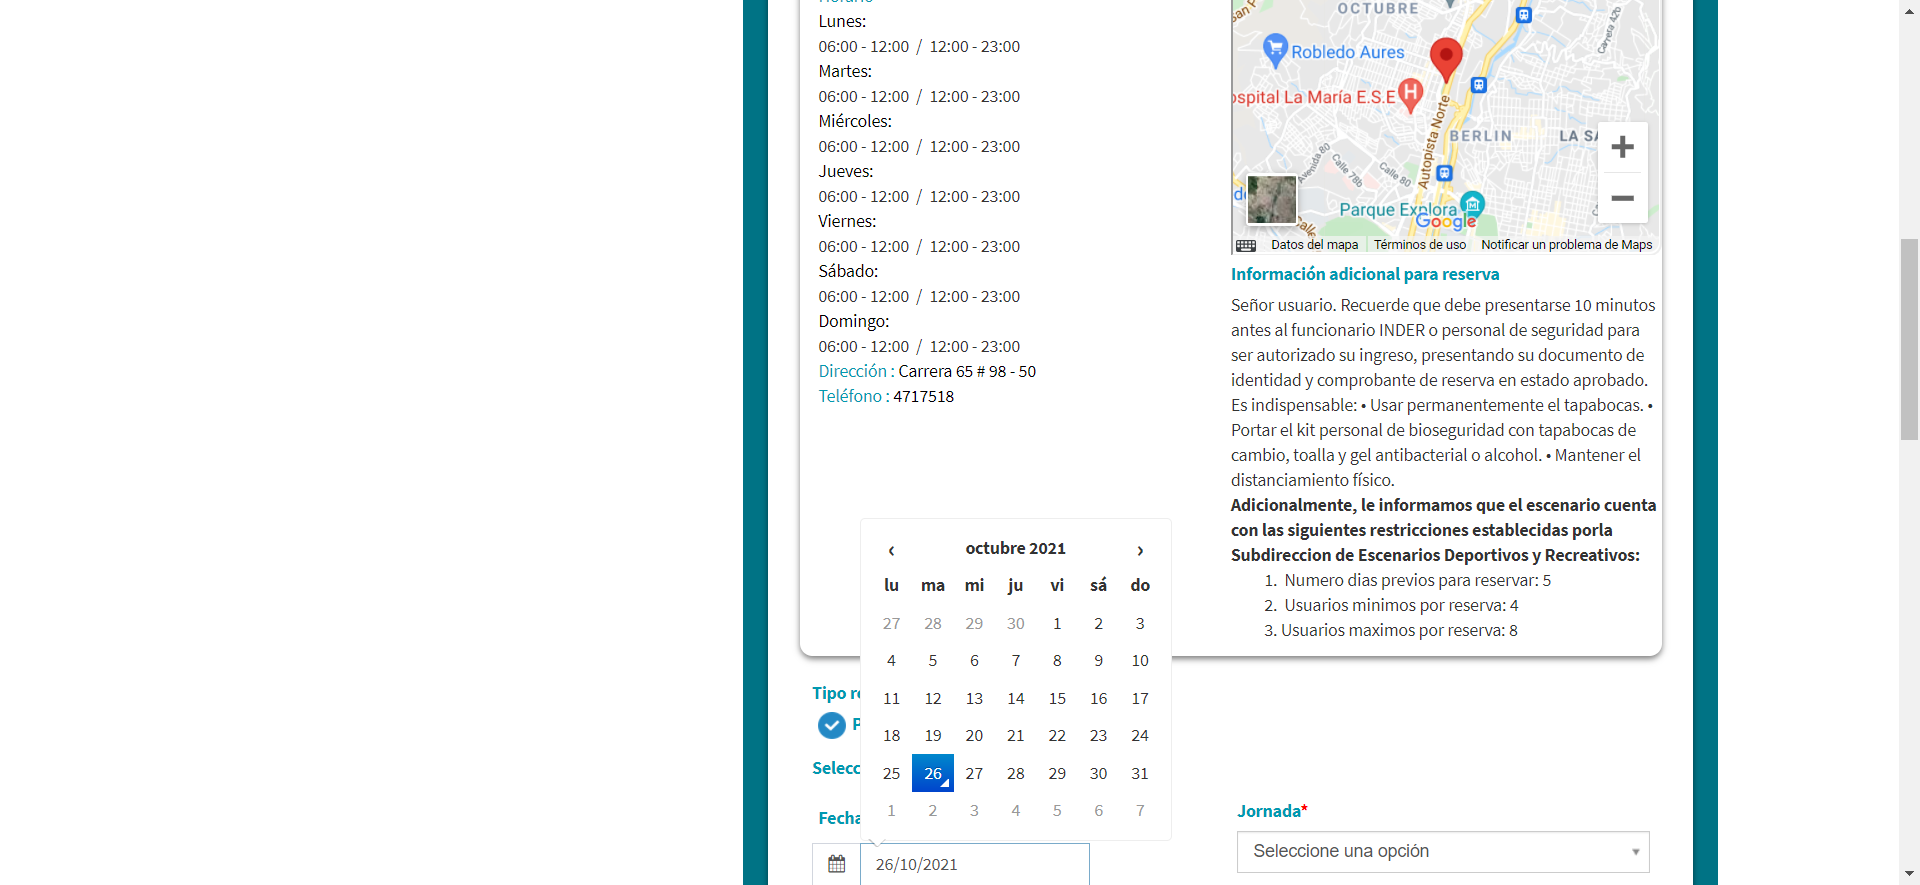 Lunes:
06:00 - 12:00 / 12:00 - 23:00
Martes:
06:00 - 12:00 / 12:00 - 23:00
Miércoles:
06:00 - 12:00 / 12:00 - 23:00
Jueves:
06:00 - 12:00 / 12:00 - 23:00
Viernes:
06:00 - 12:00 / 12:00 - 23:00
Sábado:
06:00 - 12:00 / 12:00 - 23:00
Domingo:
06:00 - 12:00 / 12:00 - 23:00
Dirección : Carrera 65 # 98 - 50
Teléfono : 4717518
OCTUBRE
Carrera 42b
Robledo Aures
ospital La María E.S.E
H
Autopista Norte
BERLIN
LA SA
Avenida 80
Calle 78b
Calle 80
Parque Explora
Google
Calle
Datos del mapa
Términos de uso
Notificar un problema de Maps
Información adicional para reserva
Señor usuario. Recuerde que debe presentarse 10 minutos
antes al funcionario INDER o personal de seguridad para
ser autorizado su ingreso, presentando su documento de
identidad y comprobante de reserva en estado aprobado.
Es indispensable: • Usar permanentemente el tapabocas. •
Portar el kit personal de bioseguridad con tapabocas de
cambio, toalla y gel antibacterial o alcohol. • Mantener el
distanciamiento físico.
Adicionalmente, le informamos que el escenario cuenta
con las siguientes restricciones establecidas porla
Subdireccion de Escenarios Deportivos y Recreativos:
1. Numero dias previos para reservar: 5
2. Usuarios minimos por reserva: 4
3. Usuarios maximos por reserva: 8
‹ octubre 2021 ›
lu ma mi ju vi sá do
27 28 29 30 1 2 3
4 5 6 7 8 9 10
11 12 13 14 15 16 17
18 19 20 21 22 23 24
25 26 27 28 29 30 31
1 2 3 4 5 6 7
Tipo re
P
Selecc
Fecha
26/10/2021
Jornada*
Seleccione una opción